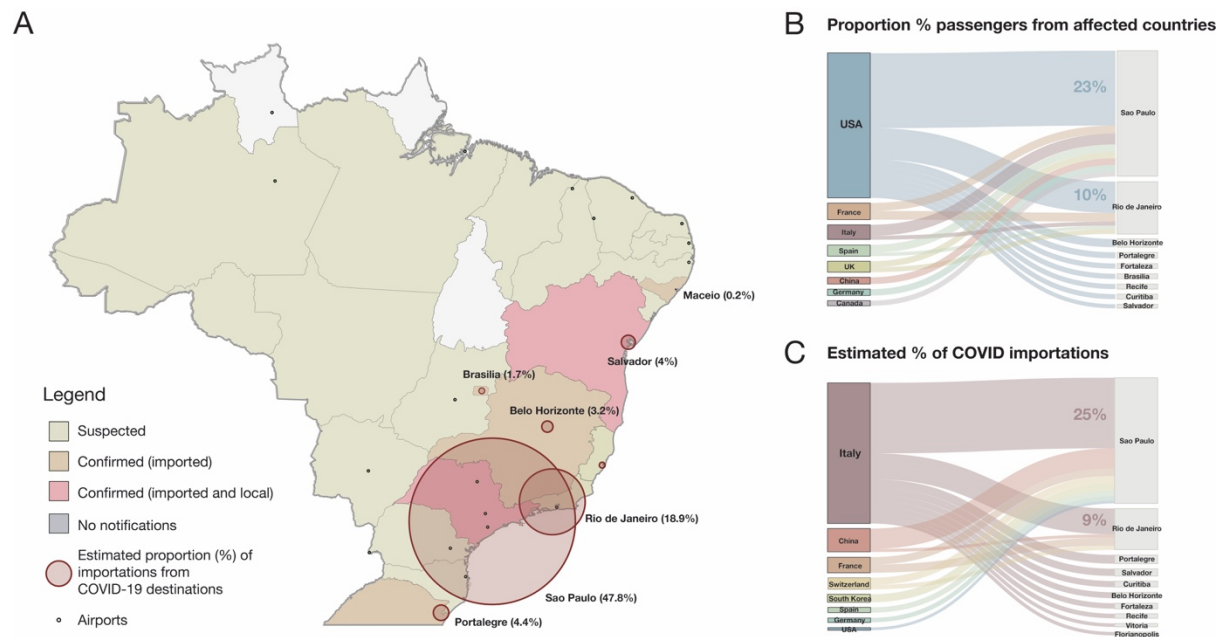 A
Maceio (0.2%)
Salvador (4%)
Brasilia (1.7%)
Belo Horizonte (3.2%)
Rio de Janeiro (18.9%)
Sao Paulo (47.8%)
Portalegre (4.4%)
Legend
Suspected
Confirmed (imported)
Confirmed (imported and local)
No notifications
Estimated proportion (%) of
importations from
COVID-19 destinations
Airports
B
Proportion % passengers from affected countries
USA
France
Italy
Spain
UK
China
Germany
Canada
23%
10%
Sao Paulo
Rio de Janeiro
Belo Horizonte
Portalegre
Fortaleza
Brasilia
Recife
Curitiba
Salvador
C
Estimated % of COVID importations
Italy
China
France
Switzerland
South Korea
Spain
Germany
USA
25%
9%
Sao Paulo
Rio de Janeiro
Portalegre
Salvador
Curitiba
Belo Horizonte
Fortaleza
Recife
Vitoria
Florianopolis